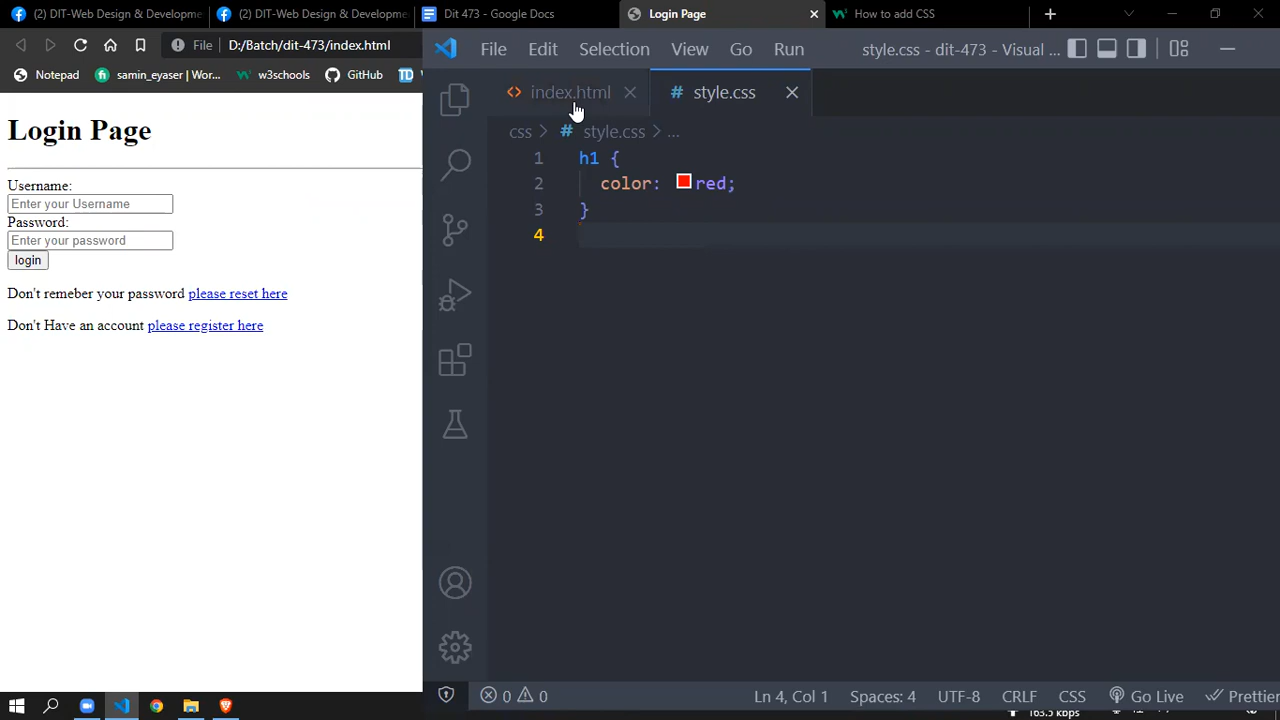 (2) DIT-Web Design & Developme
(2) DIT-Web Design & Developme
Dit 473 - Google Docs
Login Page
How to add CSS
File
D:/Batch/dit-473/index.html
Notepad
samin_eyaser | Wor...
w3schools
GitHub
TD
File Edit Selection View Go Run
style.css - dit-473 - Visual ...
index.html
# style.css
css > # style.css > ...
1 h1 {
2 color: red;
3 }
4
Login Page
Username:
Enter your Username
Password:
Enter your password
login
Don't remeber your password please reset here
Don't Have an account please register here
0 0
Ln 4, Col 1
Spaces: 4
UTF-8
CRLF
CSS
Go Live
Prettier
163.5 kbps